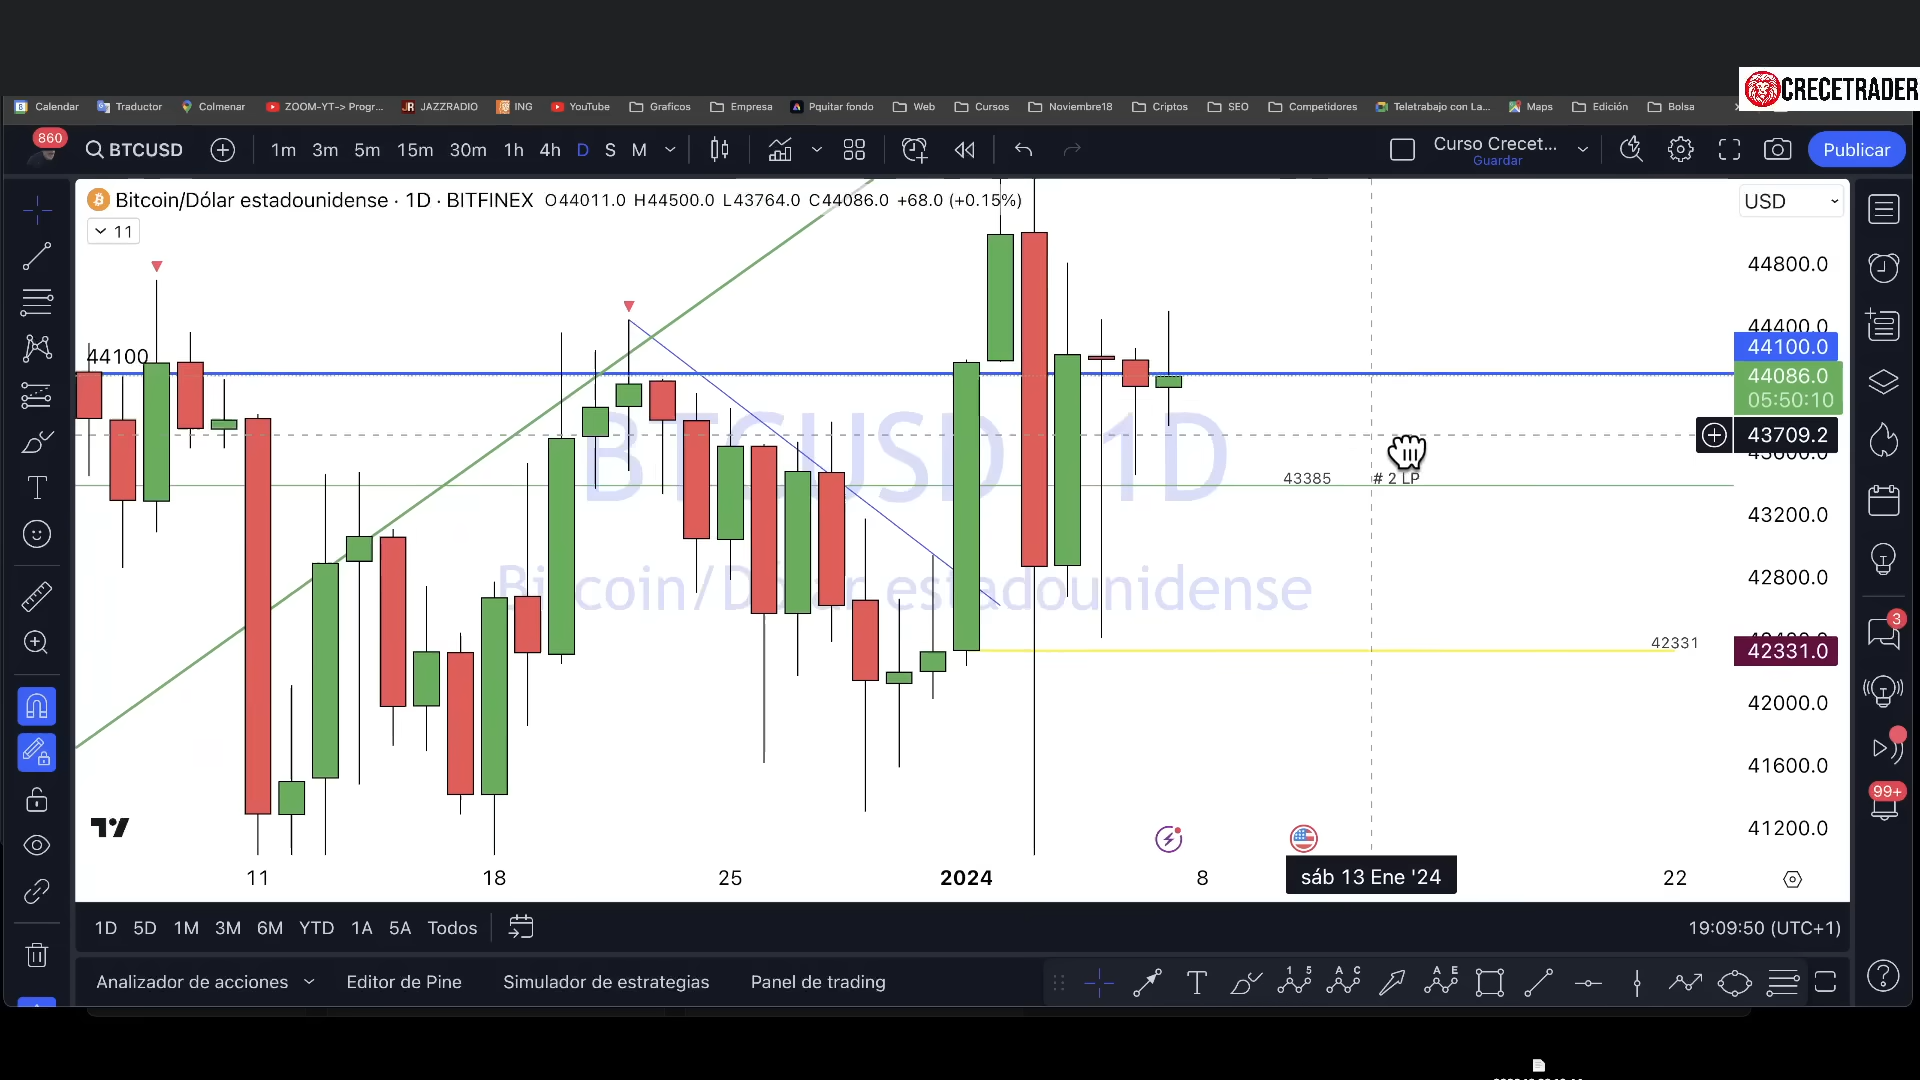 CRECETRADER
Calendar Traductor Colmenar ZOOM-YT-> Progr... JAZZRADIO ING YouTube Graficos Empresa Pquitar fondo Web Cursos Noviembre18 Criptos SEO Competidores Teletrabajo con La... Maps Edición Bolsa
860
BTCUSD 1m 3m 5m 15m 30m 1h 4h D S M Curso Crecet... Publicar
Guardar
Bitcoin/Dólar estadounidense · 1D · BITFINEX O44011.0 H44500.0 L43764.0 C44086.0 +68.0 (+0.15%) USD
11
44800.0
44400.0
44100 44100.0
44086.0
05:50:10
BTCUSD 1D
43709.2
43600.0
43385 # 2 LP
43200.0
42800.0
Bitcoin/Dólar estadounidense
3
42331 42331.0
42000.0
41600.0
99+
41200.0
11 18 25 2024 8 sáb 13 Ene '24 22
1D 5D 1M 3M 6M YTD 1A 5A Todos 19:09:50 (UTC+1)
Analizador de acciones Editor de Pine Simulador de estrategias Panel de trading